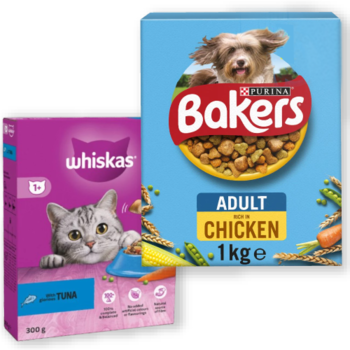 PURINA
Bakers
ADULT
RICH IN
CHICKEN
1kg e
whiskas
1+
TUNA
300g